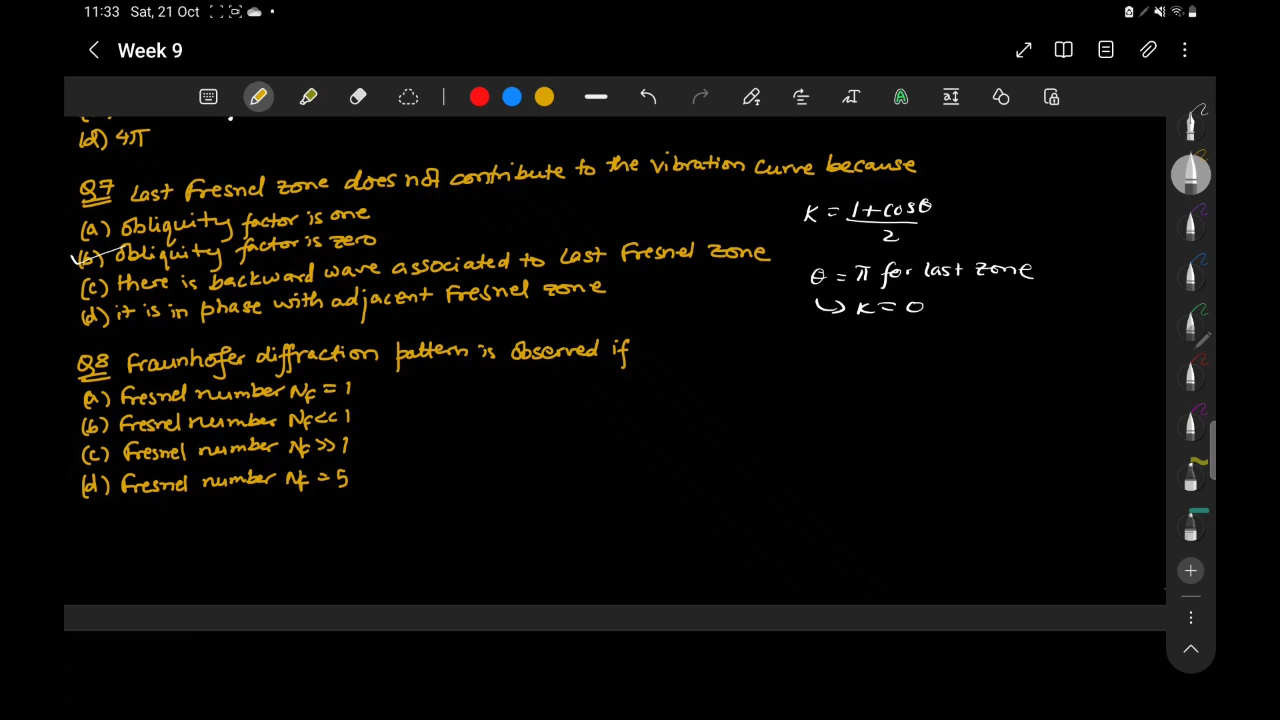 11:33 Sat, 21 Oct
Week 9
(d) 4π
Q7 Last Fresnel zone does not contribute to the vibration curve because
(a) obliquity factor is one
(b) obliquity factor is zero
(c) there is backward wave associated to last Fresnel zone
(d) it is in phase with adjacent Fresnel zone
K = 1+cosθ
2
θ = π for last zone
↳ K = 0
Q8 Fraunhofer diffraction pattern is observed if
(a) Fresnel number Nf = 1
(b) Fresnel number Nf << 1
(c) Fresnel number Nf >> 1
(d) Fresnel number Nf = 5